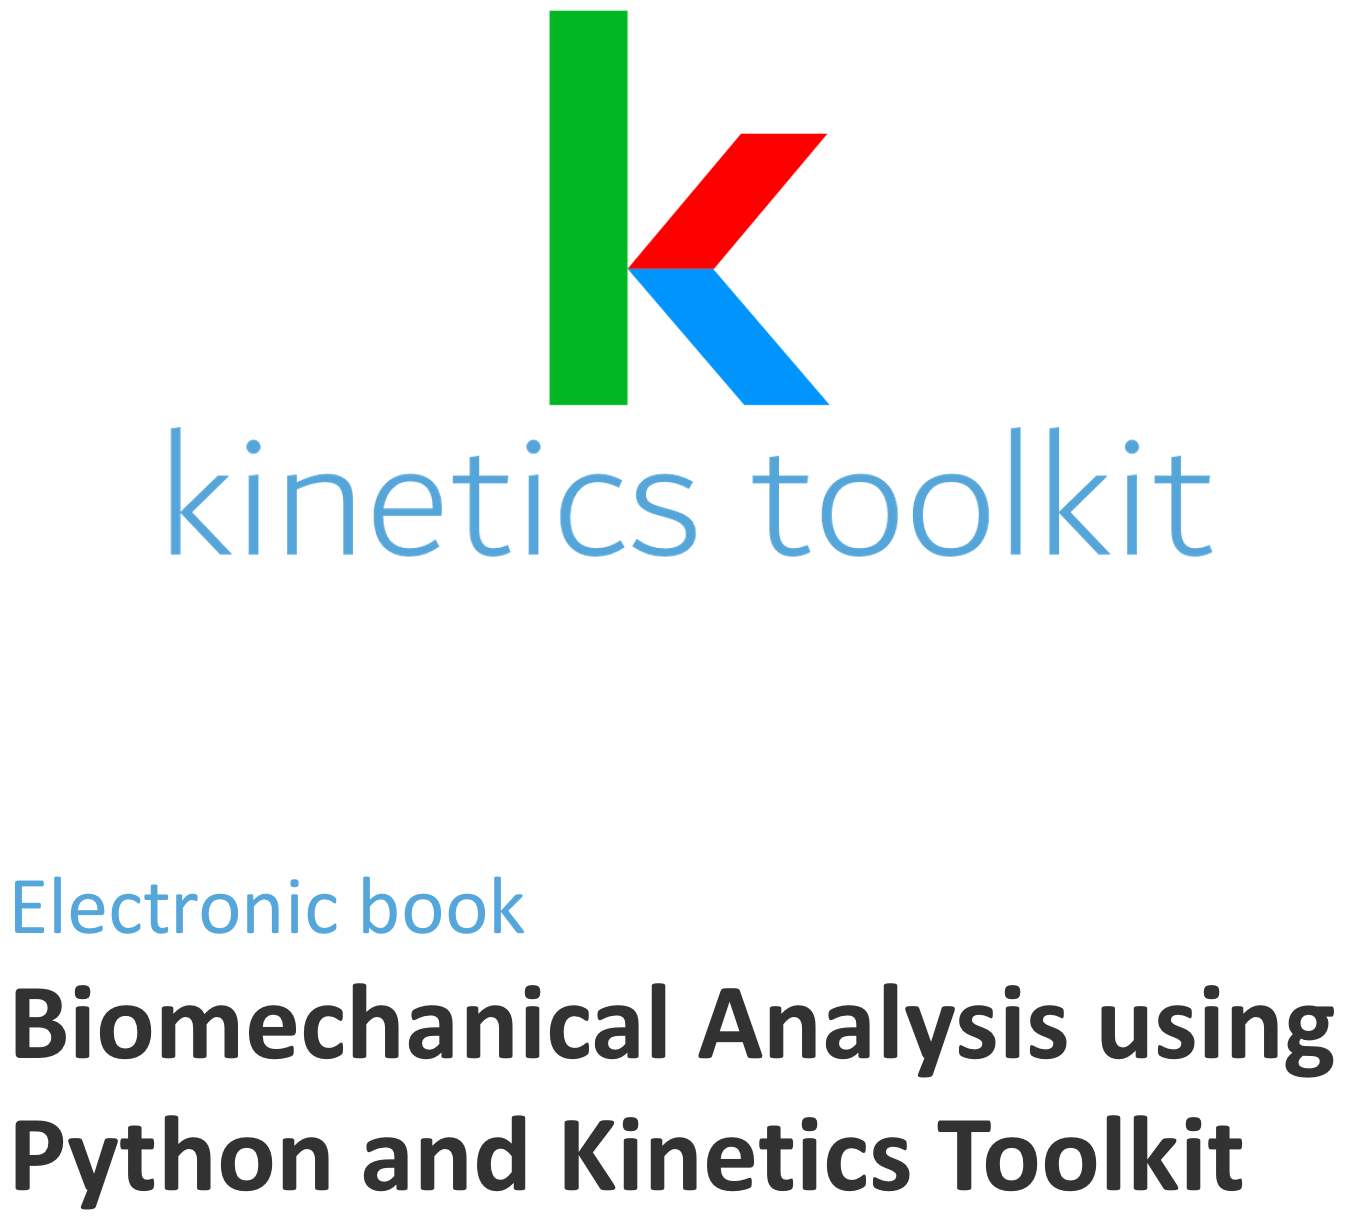 k
kinetics toolkit
Electronic book
Biomechanical Analysis using
Python and Kinetics Toolkit